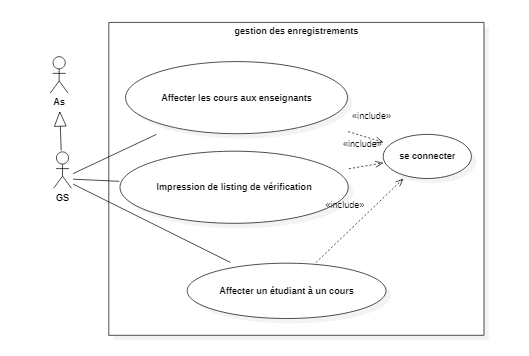 gestion des enregistrements
As
Affecter les cours aux enseignants
«include»
«include»
se connecter
GS
Impression de listing de vérification
«include»
Affecter un étudiant à un cours